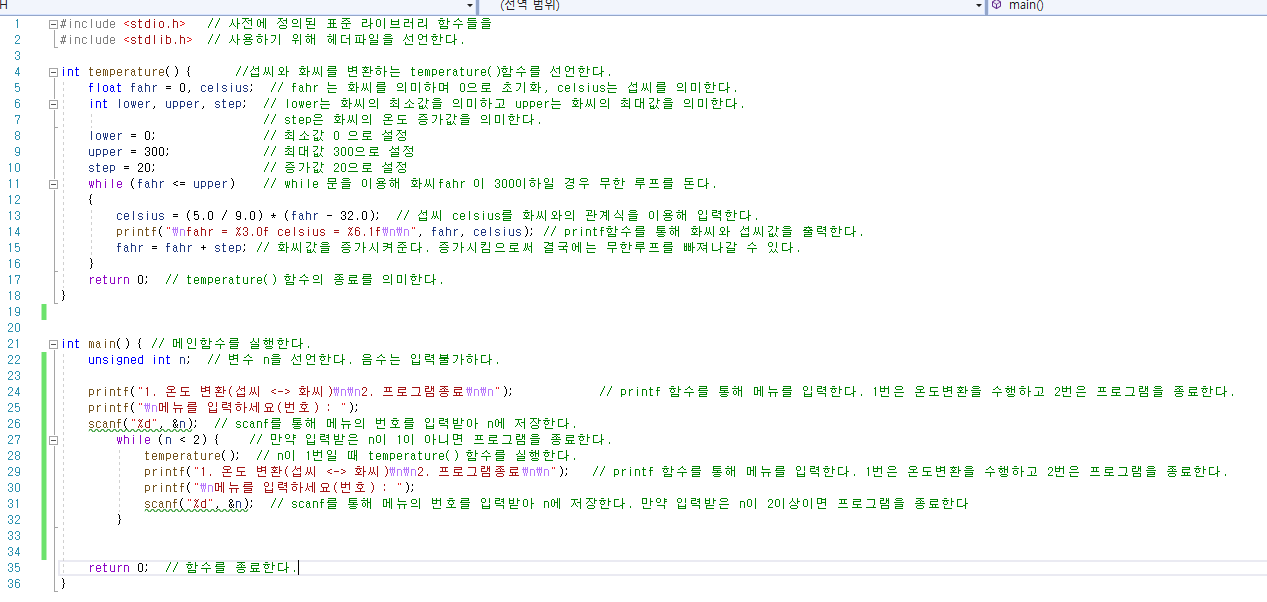 (전역 범위) main()
1 #include <stdio.h> // 사전에 정의된 표준 라이브러리 함수들을
2 #include <stdlib.h> // 사용하기 위해 헤더파일을 선언한다.
3
4 int temperature() { //섭씨와 화씨를 변환하는 temperature()함수를 선언한다.
5 float fahr = 0, celsius; // fahr 는 화씨를 의미하며 0으로 초기화, celsius는 섭씨를 의미한다.
6 int lower, upper, step; // lower는 화씨의 최소값을 의미하고 upper는 화씨의 최대값을 의미한다.
7 // step은 화씨의 온도 증가값을 의미한다.
8 lower = 0; // 최소값 0 으로 설정
9 upper = 300; // 최대값 300으로 설정
10 step = 20; // 증가값 20으로 설정
11 while (fahr <= upper) // while 문을 이용해 화씨fahr 이 300이하일 경우 무한 루프를 돈다.
12 {
13 celsius = (5.0 / 9.0) * (fahr - 32.0); // 섭씨 celsius를 화씨와의 관계식을 이용해 입력한다.
14 printf("₩nfahr = %3.0f celsius = %6.1f₩n₩n", fahr, celsius); // printf함수를 통해 화씨와 섭씨값을 출력한다.
15 fahr = fahr + step; // 화씨값을 증가시켜준다. 증가시킴으로써 결국에는 무한루프를 빠져나갈 수 있다.
16 }
17 return 0; // temperature() 함수의 종료를 의미한다.
18 }
19
20
21 int main() { // 메인함수를 실행한다.
22 unsigned int n; // 변수 n을 선언한다. 음수는 입력불가하다.
23
24 printf("1. 온도 변환(섭씨 <-> 화씨)₩n₩n2. 프로그램종료₩n₩n"); // printf 함수를 통해 메뉴를 입력한다. 1번은 온도변환을 수행하고 2번은 프로그램을 종료한다.
25 printf("₩n메뉴를 입력하세요(번호) : ");
26 scanf("%d", &n); // scanf를 통해 메뉴의 번호를 입력받아 n에 저장한다.
27 while (n < 2) { // 만약 입력받은 n이 1이 아니면 프로그램을 종료한다.
28 temperature(); // n이 1번일 때 temperature() 함수를 실행한다.
29 printf("1. 온도 변환(섭씨 <-> 화씨)₩n₩n2. 프로그램종료₩n₩n"); // printf 함수를 통해 메뉴를 입력한다. 1번은 온도변환을 수행하고 2번은 프로그램을 종료한다.
30 printf("₩n메뉴를 입력하세요(번호) : ");
31 scanf("%d", &n); // scanf를 통해 메뉴의 번호를 입력받아 n에 저장한다. 만약 입력받은 n이 2이상이면 프로그램을 종료한다
32 }
33
34
35 return 0; // 함수를 종료한다.
36 }